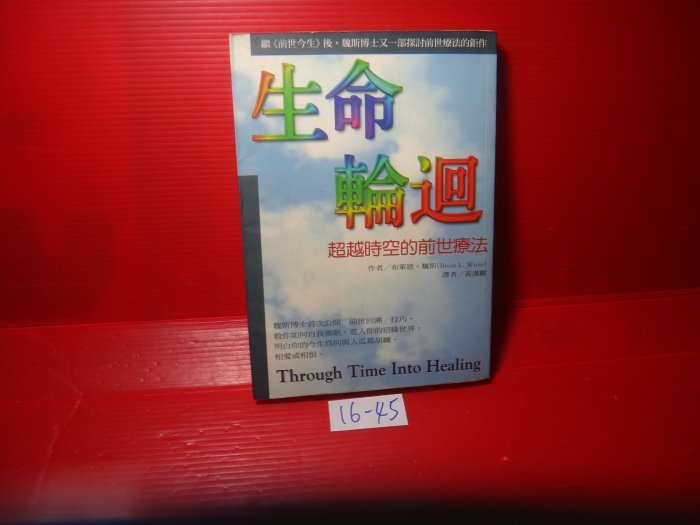 繼《前世今生》後，魏斯博士又一部探討前世療法的鉅作
生命
輪迴
超越時空的前世療法
作者／布萊恩・魏斯(Brian L. Weiss)
譯者／黃漢耀
魏斯博士首次公開「前世回溯」技巧，
教你如何自我催眠，進入你的宿緣世界，
明白你的今生為何與人瓜葛胡纏，
相愛或相恨。
Through Time Into Healing
16-45